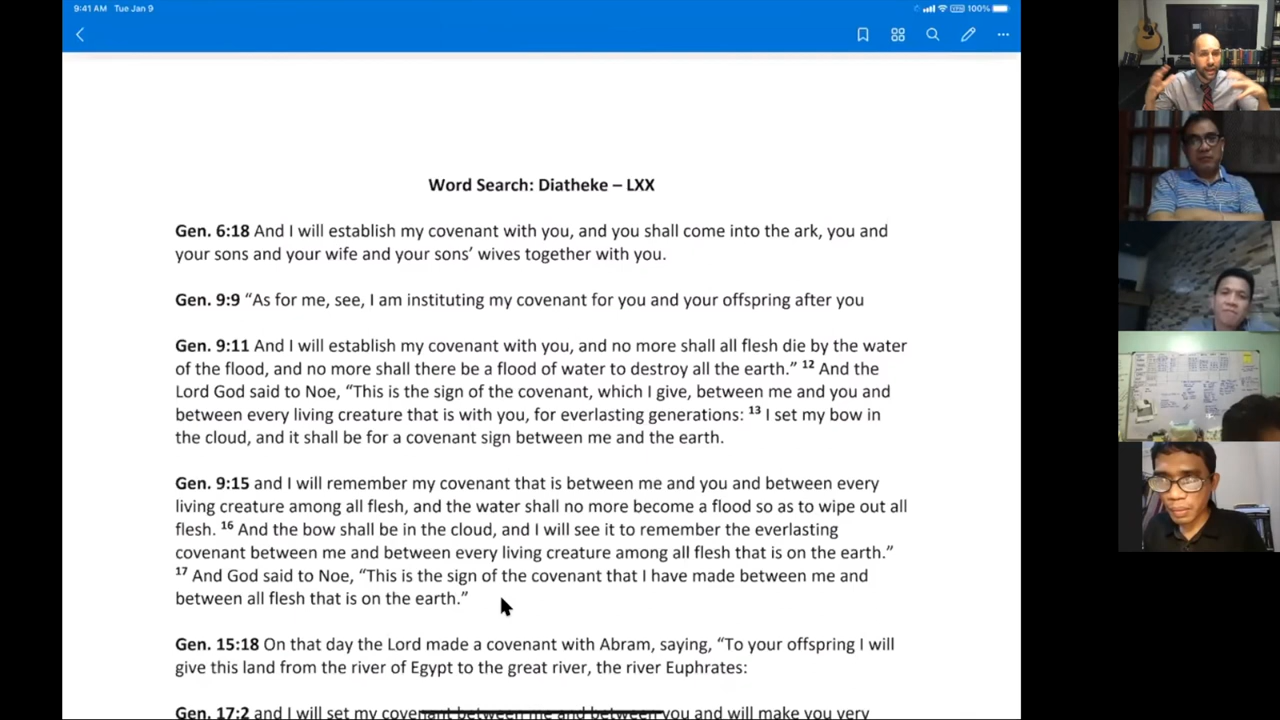 9:41 AM Tue Jan 9
VPN 100%
Word Search: Diatheke – LXX
Gen. 6:18 And I will establish my covenant with you, and you shall come into the ark, you and
your sons and your wife and your sons’ wives together with you.
Gen. 9:9 “As for me, see, I am instituting my covenant for you and your offspring after you
Gen. 9:11 And I will establish my covenant with you, and no more shall all flesh die by the water
of the flood, and no more shall there be a flood of water to destroy all the earth.” 12 And the
Lord God said to Noe, “This is the sign of the covenant, which I give, between me and you and
between every living creature that is with you, for everlasting generations: 13 I set my bow in
the cloud, and it shall be for a covenant sign between me and the earth.
Gen. 9:15 and I will remember my covenant that is between me and you and between every
living creature among all flesh, and the water shall no more become a flood so as to wipe out all
flesh. 16 And the bow shall be in the cloud, and I will see it to remember the everlasting
covenant between me and between every living creature among all flesh that is on the earth.”
17 And God said to Noe, “This is the sign of the covenant that I have made between me and
between all flesh that is on the earth.”
Gen. 15:18 On that day the Lord made a covenant with Abram, saying, “To your offspring I will
give this land from the river of Egypt to the great river, the river Euphrates:
Gen. 17:2 and I will set my covenant between me and between you and will make you very